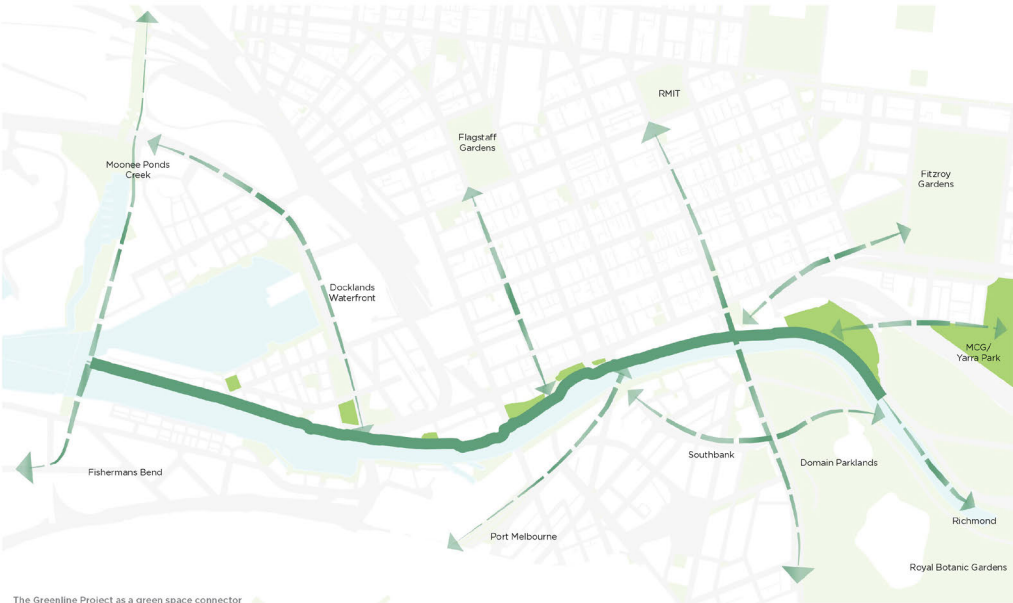 RMIT
Flagstaff
Gardens
Moonee Ponds
Creek
Fitzroy
Gardens
Docklands
Waterfront
MCG/
Yarra Park
Southbank
Domain Parklands
Fishermans Bend
Richmond
Port Melbourne
Royal Botanic Gardens
The Greenline Project as a green space connector